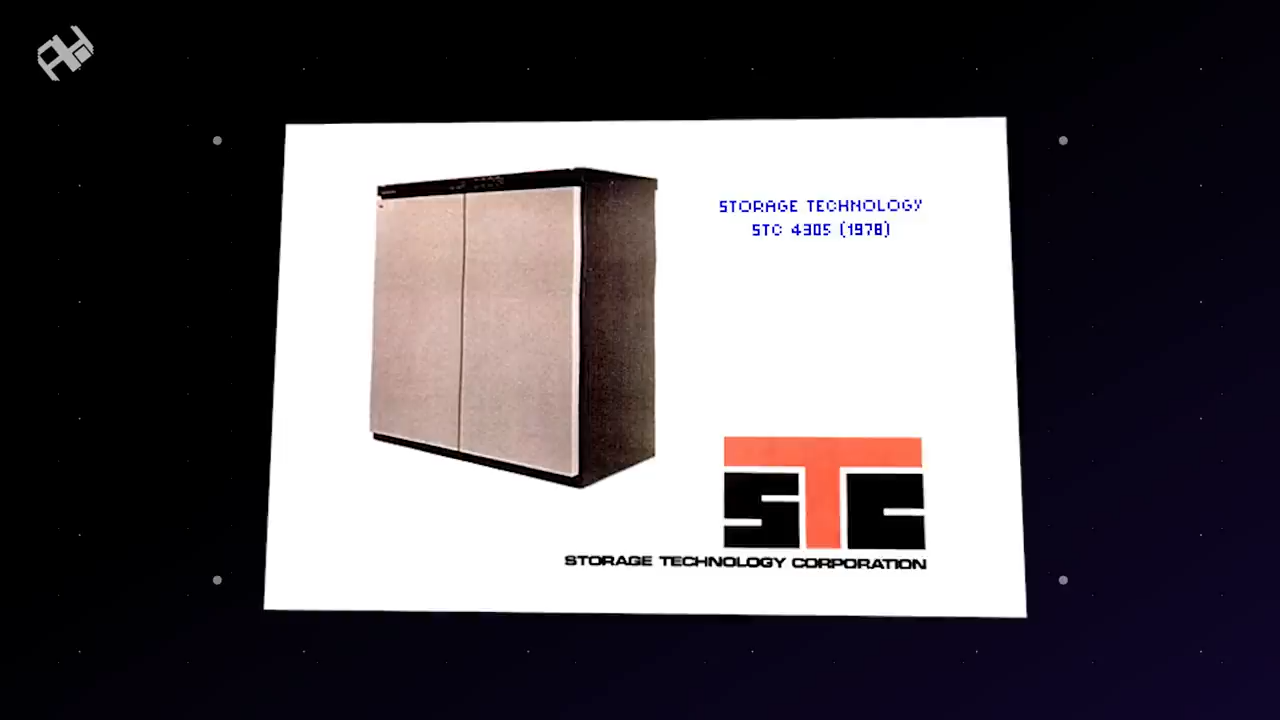 STORAGE TECHNOLOGY
STC 4305 (1978)
STC
STORAGE TECHNOLOGY CORPORATION